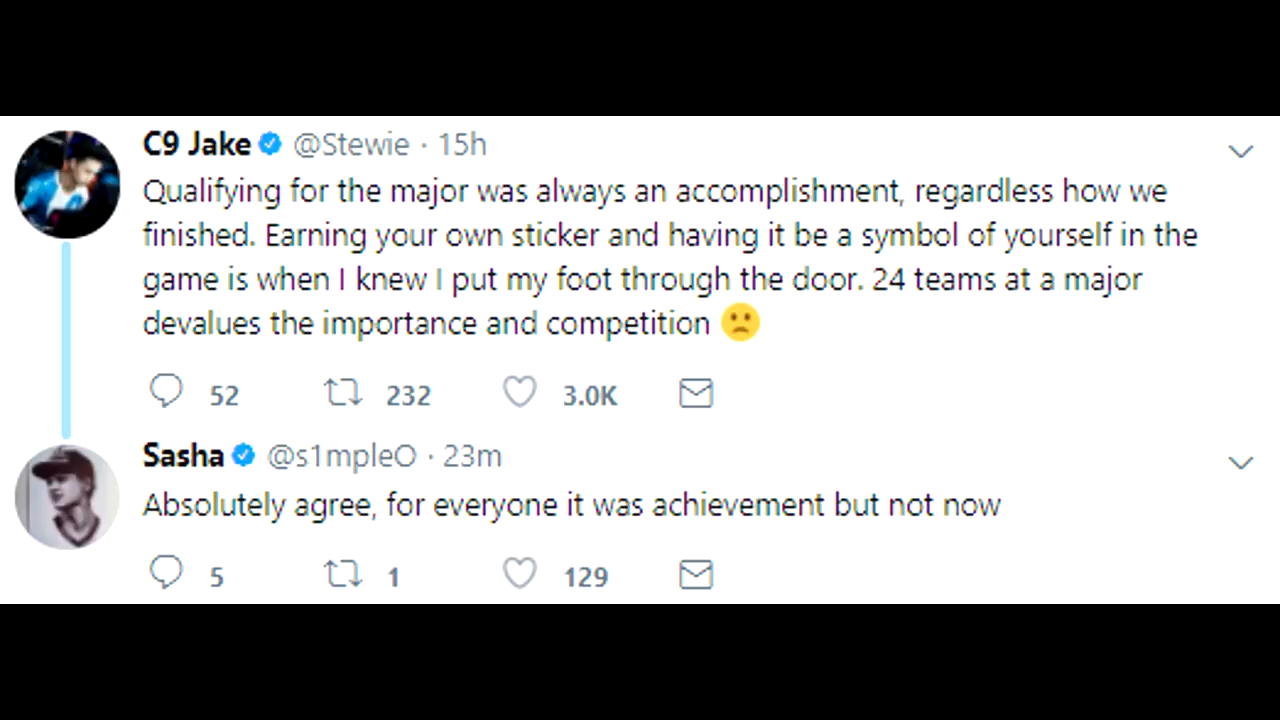 C9 Jake @Stewie · 15h
Qualifying for the major was always an accomplishment, regardless how we
finished. Earning your own sticker and having it be a symbol of yourself in the
game is when I knew I put my foot through the door. 24 teams at a major
devalues the importance and competition 🙁
52 232 3.0K
Sasha @s1mpleO · 23m
Absolutely agree, for everyone it was achievement but not now
5 1 129